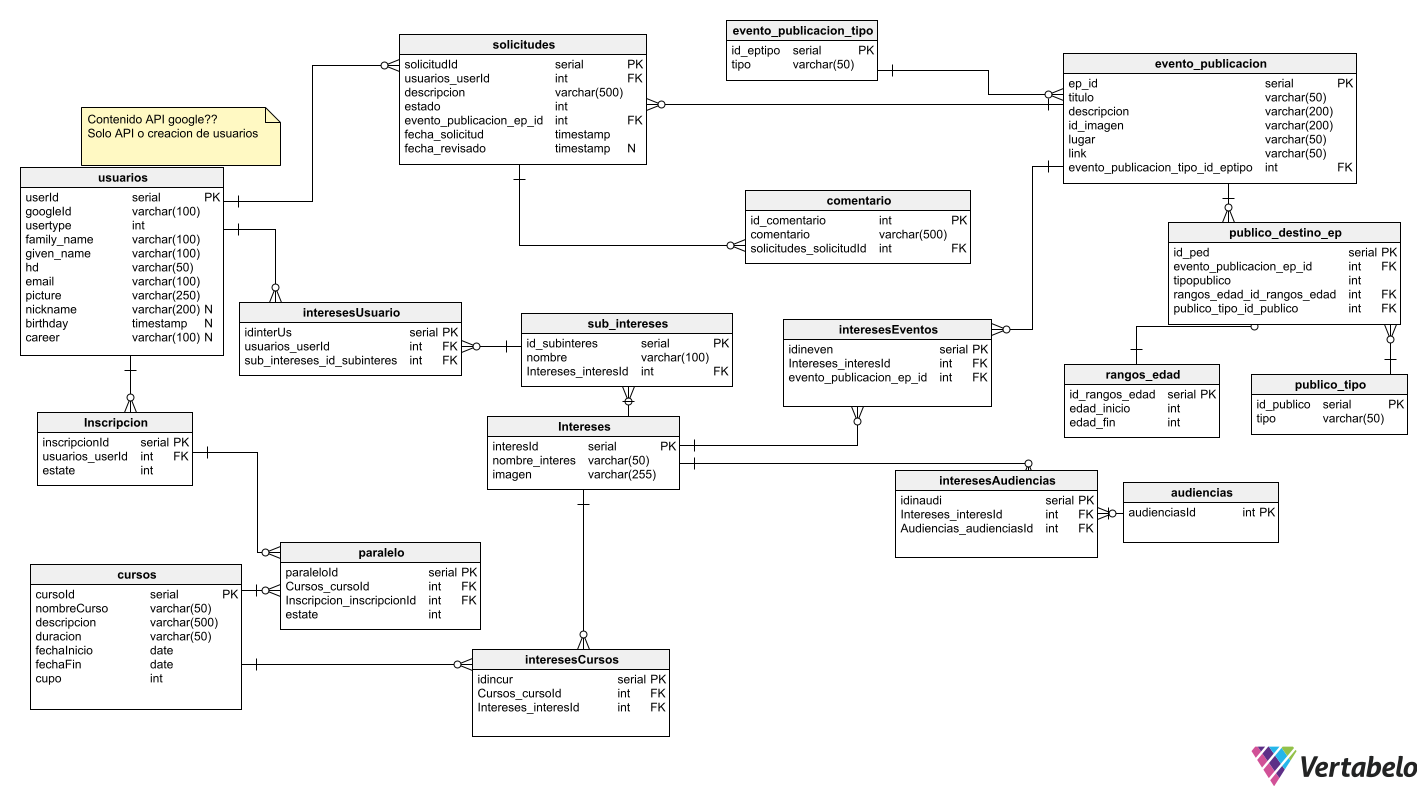 evento_publicacion_tipo
id_eptipo serial PK
tipo varchar(50)
solicitudes
solicitudId serial PK
usuarios_userId int FK
descripcion varchar(500)
estado int
evento_publicacion_ep_id int FK
fecha_solicitud timestamp
fecha_revisado timestamp N
evento_publicacion
ep_id serial PK
titulo varchar(50)
descripcion varchar(200)
id_imagen varchar(200)
lugar varchar(50)
link varchar(50)
evento_publicacion_tipo_id_eptipo int FK
Contenido API google??
Solo API o creacion de usuarios
usuarios
userId serial PK
googleId varchar(100)
usertype int
family_name varchar(100)
given_name varchar(100)
hd varchar(50)
email varchar(100)
picture varchar(250)
nickname varchar(200) N
birthday timestamp N
career varchar(100) N
comentario
id_comentario int PK
comentario varchar(500)
solicitudes_solicitudId int FK
publico_destino_ep
id_ped serial PK
evento_publicacion_ep_id int FK
tipopublico int
rangos_edad_id_rangos_edad int FK
publico_tipo_id_publico int FK
interesesUsuario
idinterUs serial PK
usuarios_userId int FK
sub_intereses_id_subinteres int FK
sub_intereses
id_subinteres serial PK
nombre varchar(100)
Intereses_interesId int FK
interesesEventos
idineven serial PK
Intereses_interesId int FK
evento_publicacion_ep_id int FK
rangos_edad
id_rangos_edad serial PK
edad_inicio int
edad_fin int
publico_tipo
id_publico serial PK
tipo varchar(50)
Inscripcion
inscripcionId serial PK
usuarios_userId int FK
estate int
Intereses
interesId serial PK
nombre_interes varchar(50)
imagen varchar(255)
interesesAudiencias
idinaudi serial PK
Intereses_interesId int FK
Audiencias_audienciasId int FK
audiencias
audienciasId int PK
paralelo
paraleloId serial PK
Cursos_cursoId int FK
Inscripcion_inscripcionId int FK
estate int
cursos
cursoId serial PK
nombreCurso varchar(50)
descripcion varchar(500)
duracion varchar(50)
fechaInicio date
fechaFin date
cupo int
interesesCursos
idincur serial PK
Cursos_cursoId int FK
Intereses_interesId int FK
Vertabelo